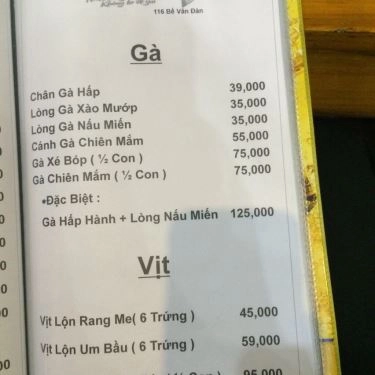 116 Bế Văn Đàn
Gà
Chân Gà Hấp 39,000
Lòng Gà Xào Mướp 35,000
Lòng Gà Nấu Miến 35,000
Cánh Gà Chiên Mắm 55,000
Gà Xé Bóp ( ½ Con ) 75,000
Gà Chiên Mắm ( ½ Con ) 75,000
•Đặc Biệt :
Gà Hấp Hành + Lòng Nấu Miến 125,000
Vịt
Vịt Lộn Rang Me( 6 Trứng ) 45,000
Vịt Lộn Um Bầu ( 6 Trứng ) 59,000
95,000